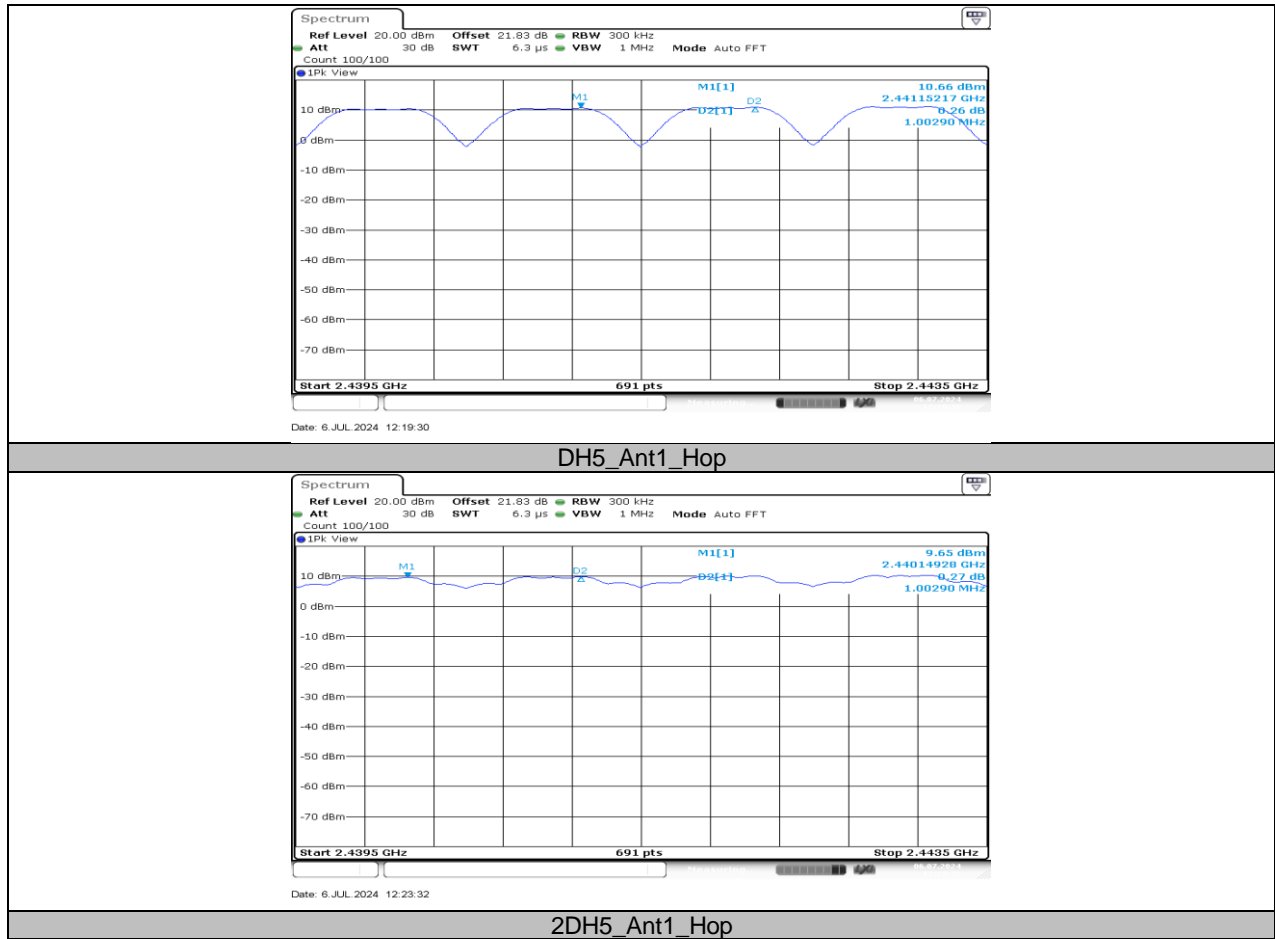 Spectrum
Ref Level 20.00 dBm Offset 21.83 dB RBW 300 kHz
Att 30 dB SWT 6.3 µs VBW 1 MHz Mode Auto FFT
Count 100/100
1Pk View
M1[1] 10.66 dBm
2.44115217 GHz
D2[1] 0.26 dB
1.00290 MHz
M1
D2
10 dBm
0 dBm
-10 dBm
-20 dBm
-30 dBm
-40 dBm
-50 dBm
-60 dBm
-70 dBm
Start 2.4395 GHz 691 pts Stop 2.4435 GHz
Date: 6.JUL.2024 12:19:30
DH5_Ant1_Hop
Spectrum
Ref Level 20.00 dBm Offset 21.83 dB RBW 300 kHz
Att 30 dB SWT 6.3 µs VBW 1 MHz Mode Auto FFT
Count 100/100
1Pk View
M1[1] 9.65 dBm
2.44014928 GHz
D2[1] 0.27 dB
1.00290 MHz
M1
D2
10 dBm
0 dBm
-10 dBm
-20 dBm
-30 dBm
-40 dBm
-50 dBm
-60 dBm
-70 dBm
Start 2.4395 GHz 691 pts Stop 2.4435 GHz
Date: 6.JUL.2024 12:23:32
2DH5_Ant1_Hop